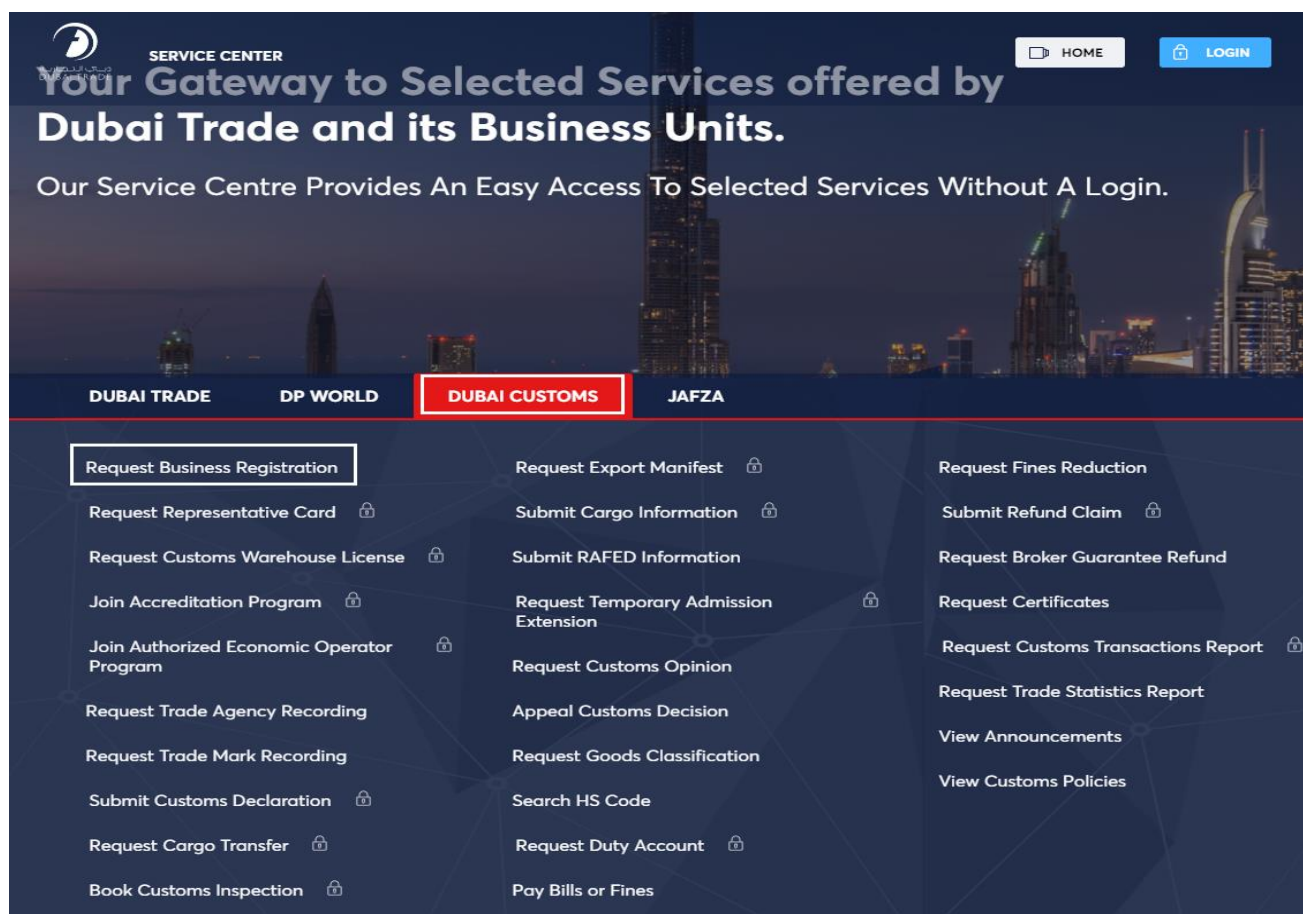 SERVICE CENTER
HOME
LOGIN
دبي التجارية
DUBAI TRADE
Your Gateway to Selected Services offered by
Dubai Trade and its Business Units.
Our Service Centre Provides An Easy Access To Selected Services Without A Login.
DUBAI TRADE
DP WORLD
DUBAI CUSTOMS
JAFZA
Request Business Registration
Request Representative Card
Request Customs Warehouse License
Join Accreditation Program
Join Authorized Economic Operator
Program
Request Trade Agency Recording
Request Trade Mark Recording
Submit Customs Declaration
Request Cargo Transfer
Book Customs Inspection
Request Export Manifest
Submit Cargo Information
Submit RAFED Information
Request Temporary Admission
Extension
Request Customs Opinion
Appeal Customs Decision
Request Goods Classification
Search HS Code
Request Duty Account
Pay Bills or Fines
Request Fines Reduction
Submit Refund Claim
Request Broker Guarantee Refund
Request Certificates
Request Customs Transactions Report
Request Trade Statistics Report
View Announcements
View Customs Policies